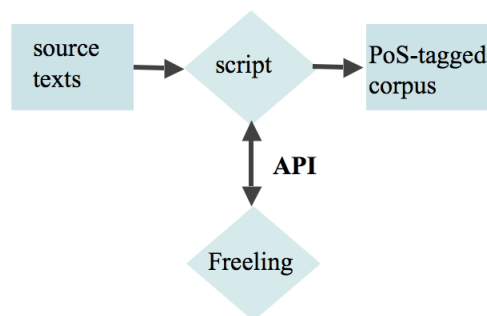 source
texts
script
PoS-tagged
corpus
API
Freeling